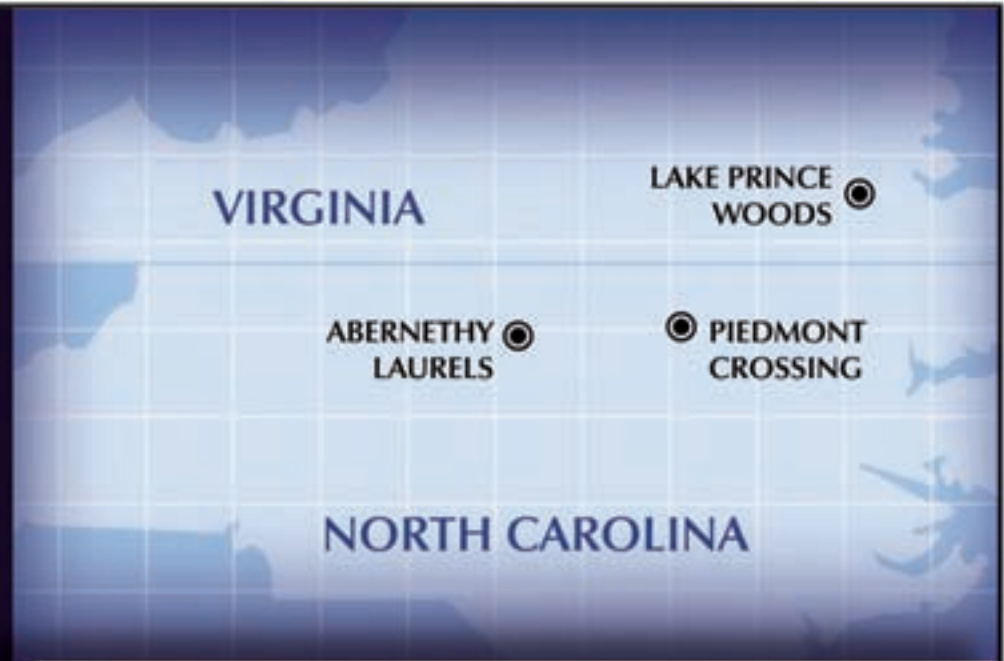 VIRGINIA
LAKE PRINCE
WOODS
ABERNETHY
LAURELS
PIEDMONT
CROSSING
NORTH CAROLINA